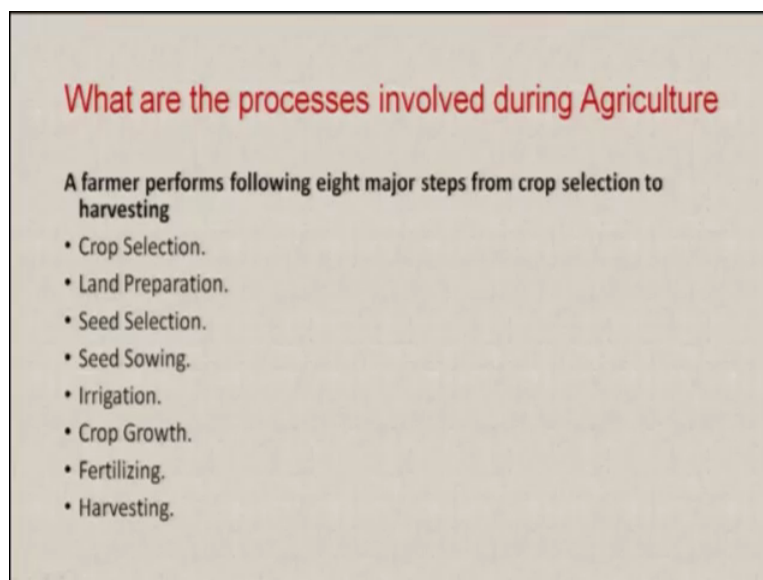 What are the processes involved during Agriculture
A farmer performs following eight major steps from crop selection to
harvesting
• Crop Selection.
• Land Preparation.
• Seed Selection.
• Seed Sowing.
• Irrigation.
• Crop Growth.
• Fertilizing.
• Harvesting.